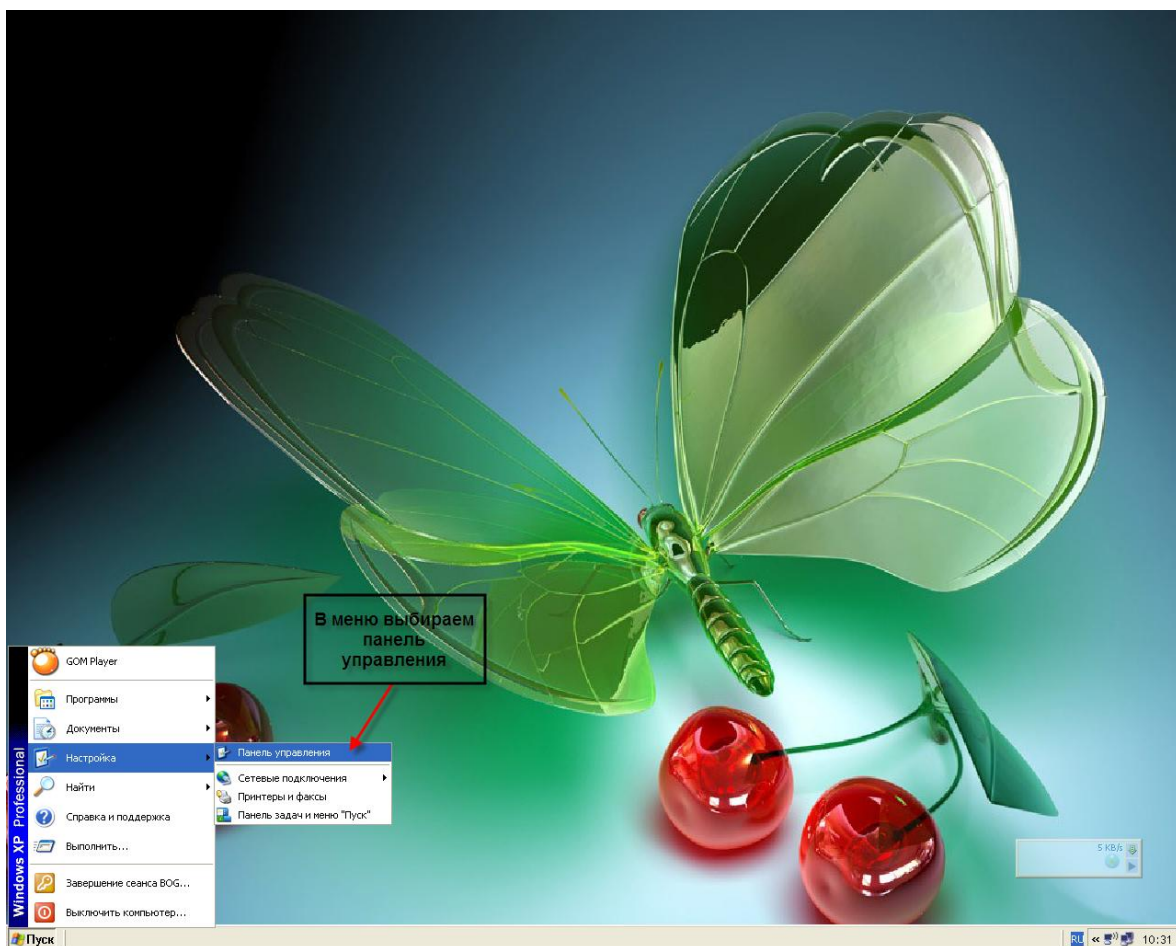 В меню выбираем
панель
управления
GOM Player
Программы
Документы
Настройка
Найти
Справка и поддержка
Выполнить...
Завершение сеанса BOG...
Выключить компьютер...
Windows XP Professional
Панель управления
Сетевые подключения
Принтеры и факсы
Панель задач и меню "Пуск"
5 KB/s
Пуск
RU
«
10:31